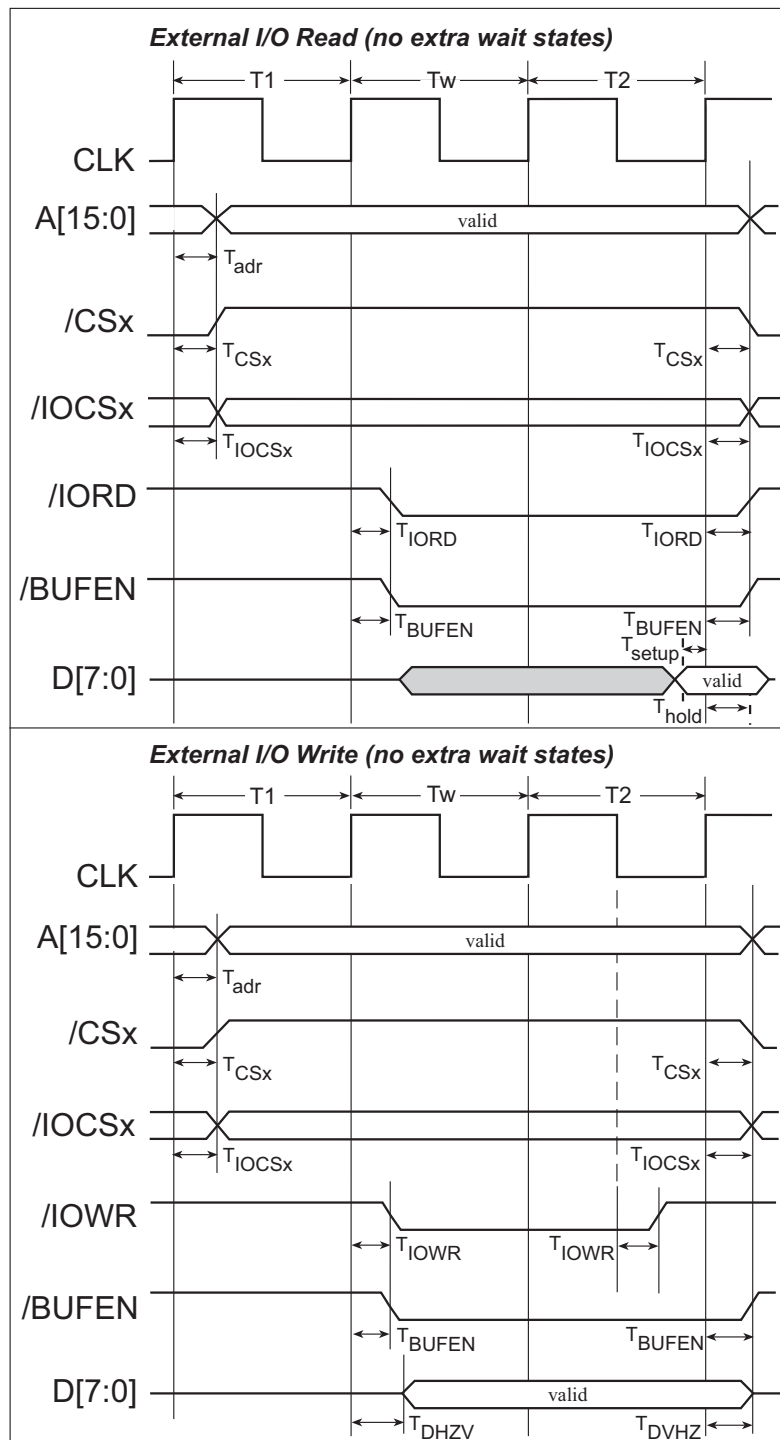 External I/O Read (no extra wait states)
T1 Tw T2
CLK
A[15:0] valid
Tadr
/CSx
TCSx TCSx
/IOCSx
TIOCSx TIOCSx
/IORD
TIORD TIORD
/BUFEN
TBUFEN TBUFEN
Tsetup
D[7:0] valid
Thold
External I/O Write (no extra wait states)
T1 Tw T2
CLK
A[15:0] valid
Tadr
/CSx
TCSx TCSx
/IOCSx
TIOCSx TIOCSx
/IOWR
TIOWR TIOWR
/BUFEN
TBUFEN TBUFEN
D[7:0] valid
TDHZV TDVHZ